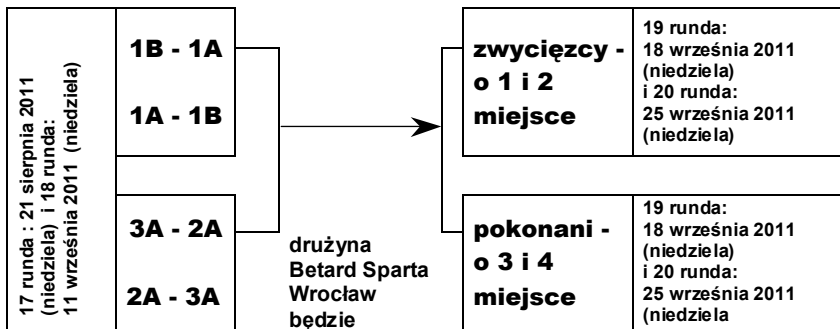 17 runda : 21 sierpnia 2011
(niedziela) i 18 runda:
11 września 2011 (niedziela)
1B - 1A
1A - 1B
3A - 2A
2A - 3A
drużyna
Betard Sparta
Wrocław
będzie
zwycięzcy -
o 1 i 2
miejsce
19 runda:
18 września 2011
(niedziela)
i 20 runda:
25 września 2011
(niedziela)
pokonani -
o 3 i 4
miejsce
19 runda:
18 września 2011
(niedziela)
i 20 runda:
25 września 2011
(niedziela